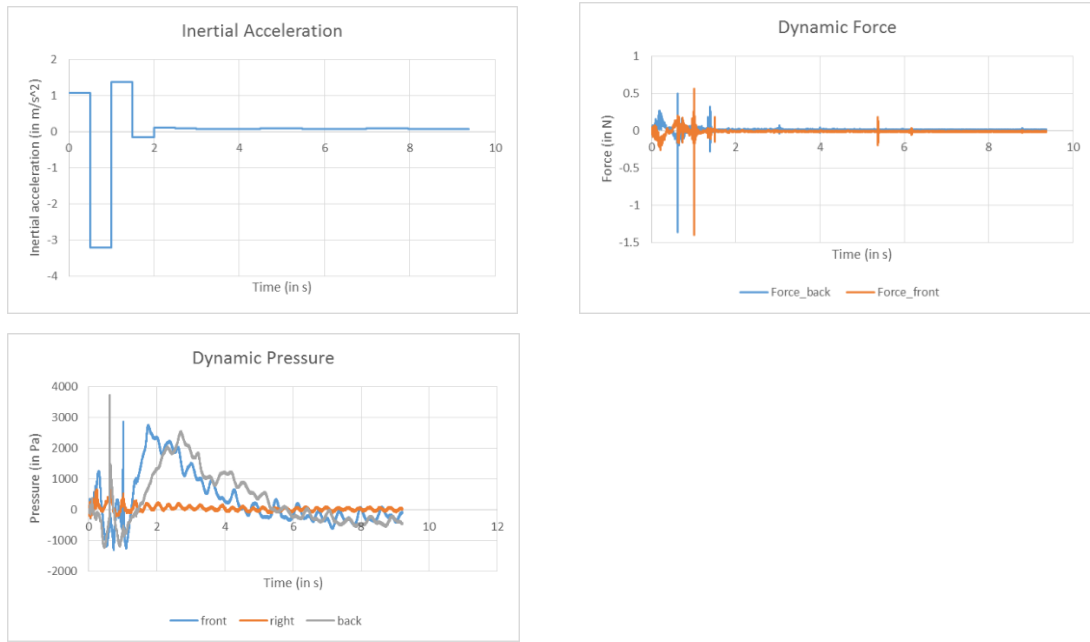 Inertial Acceleration
Inertial acceleration (in m/s^2)
2
1
0
-1
-2
-3
-4
0
2
4
6
8
10
Time (in s)
Dynamic Force
Force (in N)
1
0.5
0
-0.5
-1
-1.5
0
2
4
6
8
10
Time (in s)
Force_back
Force_front
Dynamic Pressure
Pressure (in Pa)
4000
3000
2000
1000
0
-1000
-2000
0
2
4
6
8
10
12
Time (in s)
front
right
back